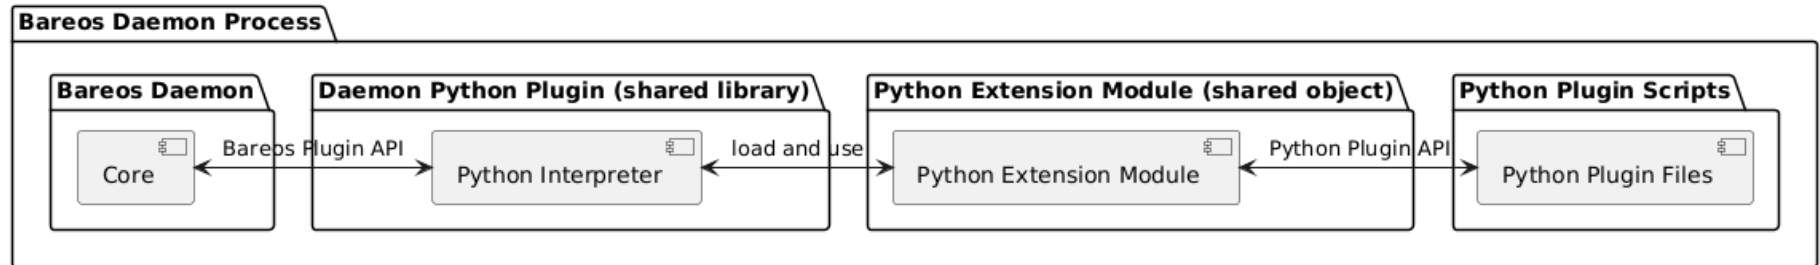 Bareos Daemon Process
Bareos Daemon
Daemon Python Plugin (shared library)
Python Extension Module (shared object)
Python Plugin Scripts
Bareos Plugin API
load and use
Python Plugin API
Core
Python Interpreter
Python Extension Module
Python Plugin Files